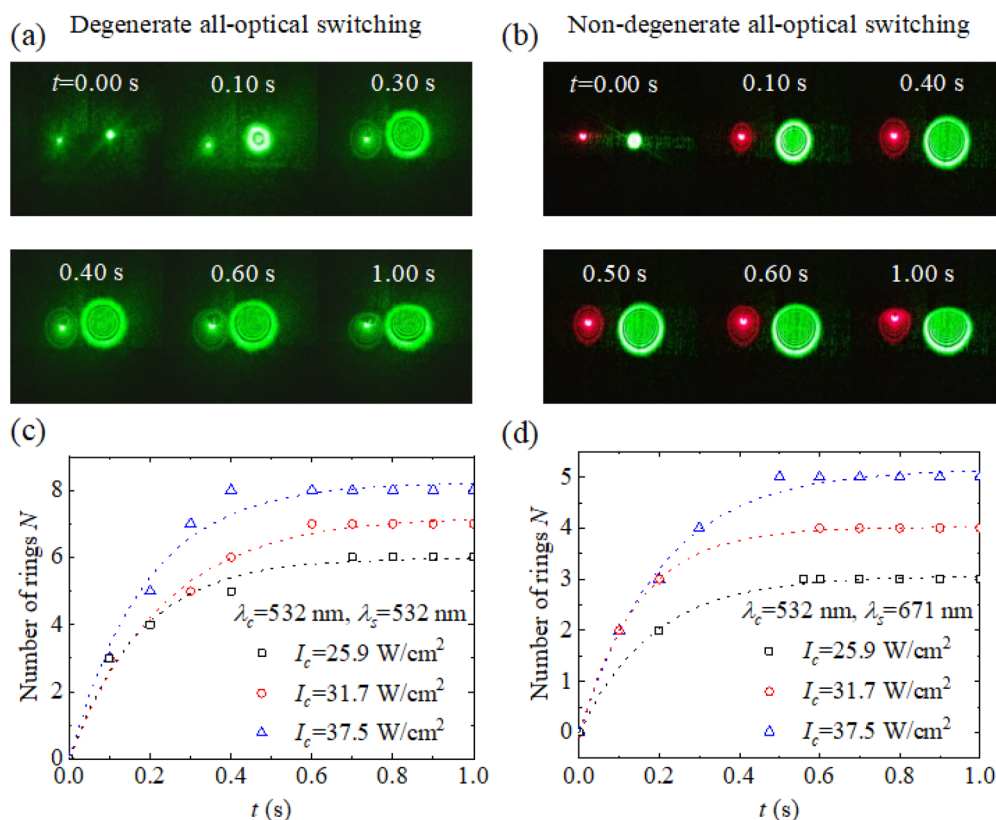 (a) Degenerate all-optical switching
t=0.00 s 0.10 s 0.30 s
0.40 s 0.60 s 1.00 s
(b) Non-degenerate all-optical switching
t=0.00 s 0.10 s 0.40 s
0.50 s 0.60 s 1.00 s
(c)
Number of rings N
8
6
4
2
0
λc=532 nm, λs=532 nm
Ic=25.9 W/cm²
Ic=31.7 W/cm²
Ic=37.5 W/cm²
0.0 0.2 0.4 0.6 0.8 1.0
t (s)
(d)
Number of rings N
5
4
3
2
1
0
λc=532 nm, λs=671 nm
Ic=25.9 W/cm²
Ic=31.7 W/cm²
Ic=37.5 W/cm²
0.0 0.2 0.4 0.6 0.8 1.0
t (s)